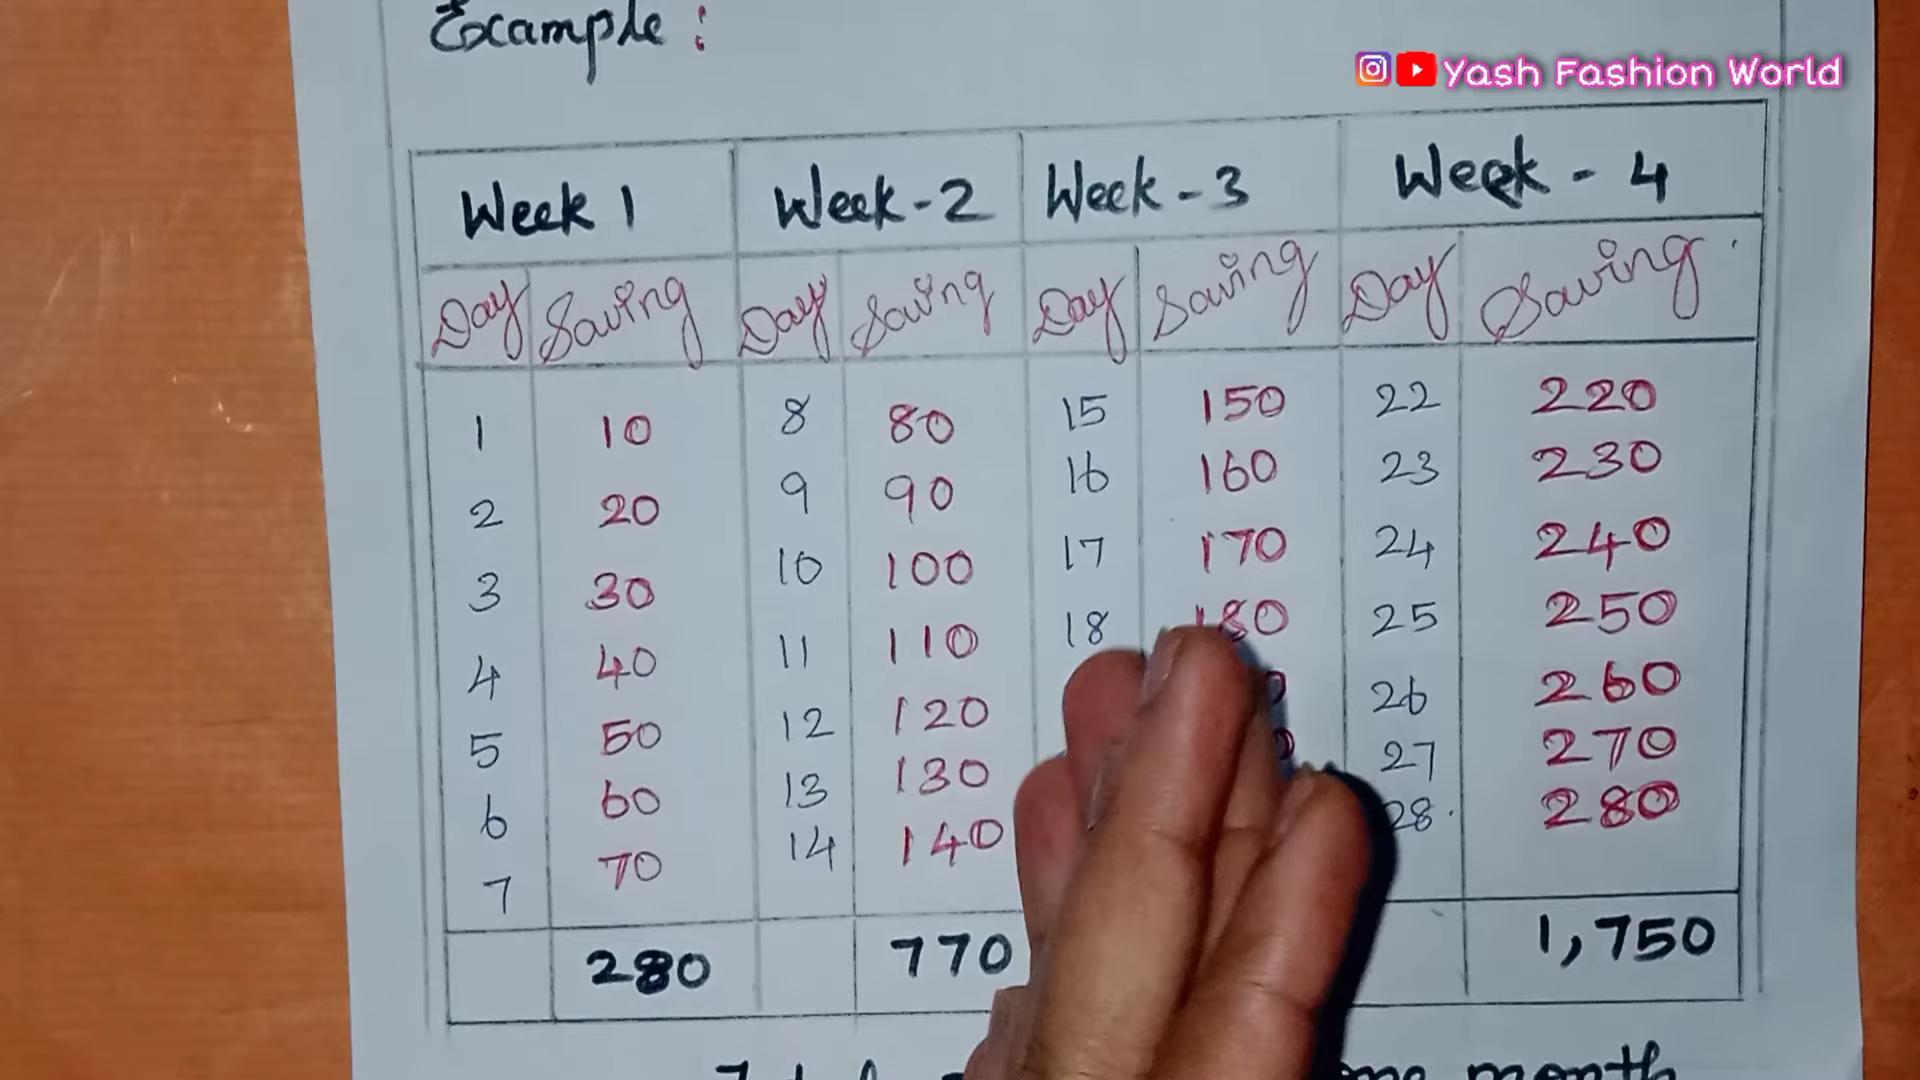 Example :
Yash Fashion World
Week 1 Week - 2 Week - 3 Week - 4
Day Saving Day Saving Day Saving Day Saving
1 10 8 80 15 150 22 220
2 20 9 90 16 160 23 230
3 30 10 100 17 170 24 240
4 40 11 110 18 180 25 250
5 50 12 120 26 260
6 60 13 130 27 270
7 70 14 140 28 280
280 770 1,750
month